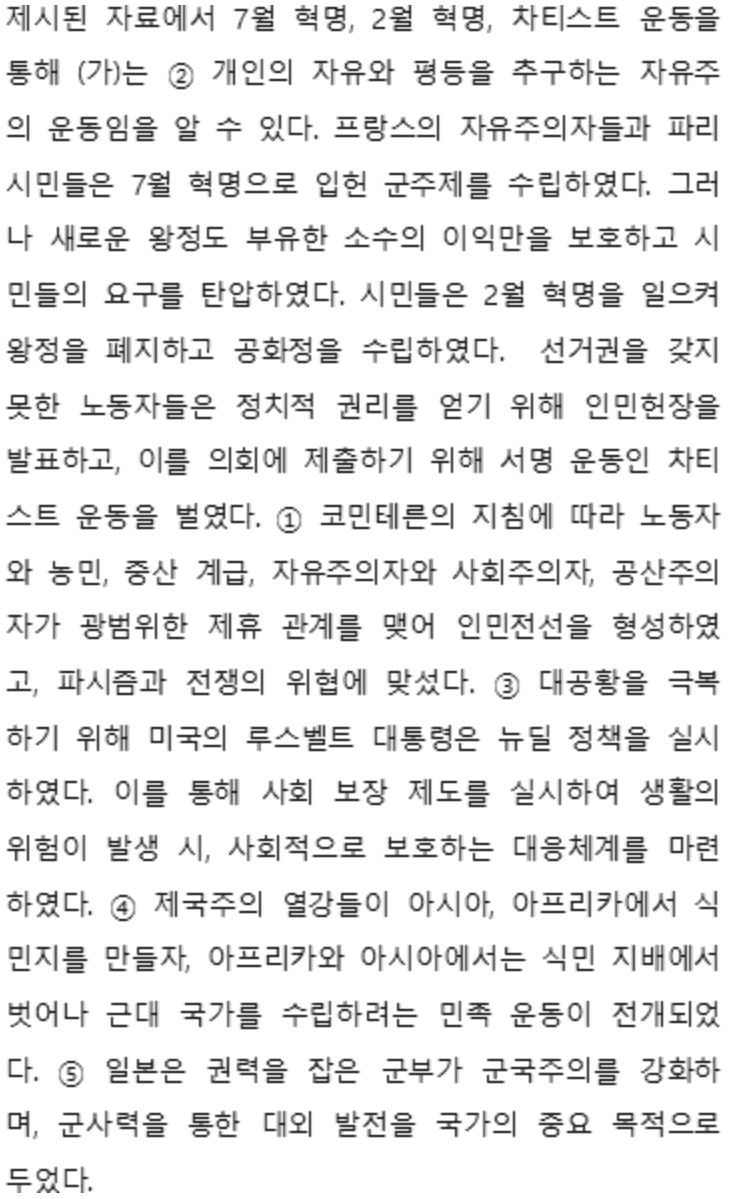 제시된 자료에서 7월 혁명, 2월 혁명, 차티스트 운동을
통해 (가)는 ② 개인의 자유와 평등을 추구하는 자유주
의 운동임을 알 수 있다. 프랑스의 자유주의자들과 파리
시민들은 7월 혁명으로 입헌 군주제를 수립하였다. 그러
나 새로운 왕정도 부유한 소수의 이익만을 보호하고 시
민들의 요구를 탄압하였다. 시민들은 2월 혁명을 일으켜
왕정을 폐지하고 공화정을 수립하였다.  선거권을 갖지
못한 노동자들은 정치적 권리를 얻기 위해 인민헌장을
발표하고, 이를 의회에 제출하기 위해 서명 운동인 차티
스트 운동을 벌였다. ① 코민테른의 지침에 따라 노동자
와 농민, 중산 계급, 자유주의자와 사회주의자, 공산주의
자가 광범위한 제휴 관계를 맺어 인민전선을 형성하였
고, 파시즘과 전쟁의 위협에 맞섰다. ③ 대공황을 극복
하기 위해 미국의 루스벨트 대통령은 뉴딜 정책을 실시
하였다. 이를 통해 사회 보장 제도를 실시하여 생활의
위험이 발생 시, 사회적으로 보호하는 대응체계를 마련
하였다. ④ 제국주의 열강들이 아시아, 아프리카에서 식
민지를 만들자, 아프리카와 아시아에서는 식민 지배에서
벗어나 근대 국가를 수립하려는 민족 운동이 전개되었
다. ⑤ 일본은 권력을 잡은 군부가 군국주의를 강화하
며, 군사력을 통한 대외 발전을 국가의 중요 목적으로
두었다.